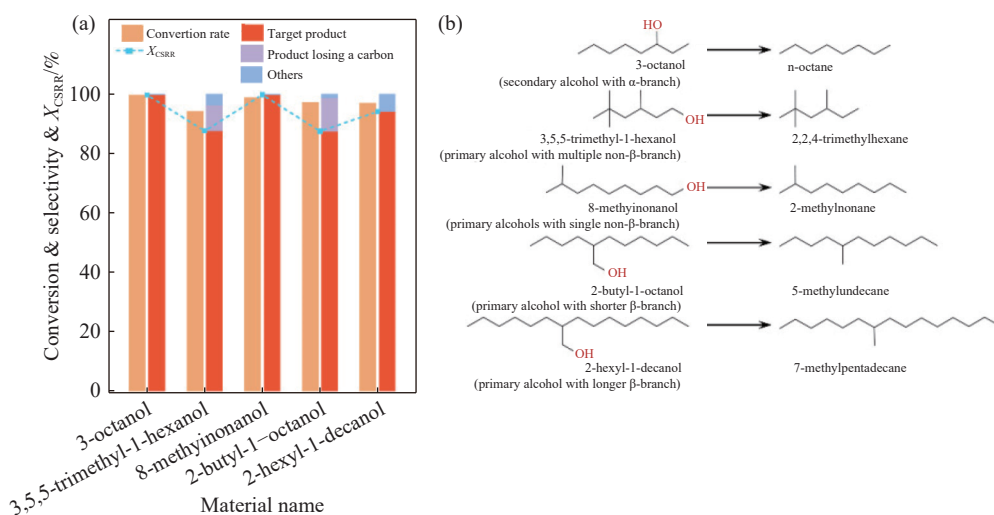 (a)
Convertion rate
X_CSRR
Target product
Product losing a carbon
Others
Conversion & selectivity & X_CSRR/%
100
80
60
40
20
0
3-octanol
3,5,5-trimethyl-1-hexanol
8-methyinonanol
2-butyl-1−octanol
2-hexyl-1-decanol
Material name
(b)
HO
3-octanol
(secondary alcohol with α-branch)
n-octane
OH
3,5,5-trimethyl-1-hexanol
(primary alcohol with multiple non-β-branch)
2,2,4-trimethylhexane
OH
8-methyinonanol
(primary alcohols with single non-β-branch)
2-methylnonane
OH
2-butyl-1-octanol
(primary alcohol with shorter β-branch)
5-methylundecane
OH
2-hexyl-1-decanol
(primary alcohol with longer β-branch)
7-methylpentadecane